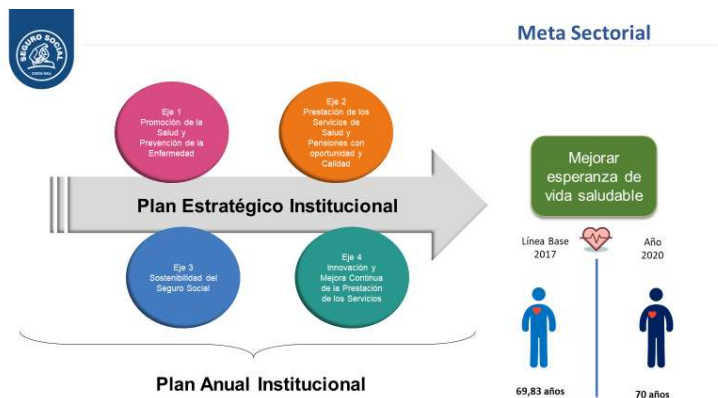 Meta Sectorial
SEGURO SOCIAL
COSTA RICA
Eje 1
Promoción de la
Salud y
Prevención de la
Enfermedad
Eje 2
Prestación de los
Servicios de
Salud y
Pensiones con
oportunidad y
Calidad
Plan Estratégico Institucional
Eje 3
Sostenibilidad del
Seguro Social
Eje 4
Innovación y
Mejora Continua
de la Prestación
de los Servicios
Plan Anual Institucional
Mejorar
esperanza de
vida saludable
Línea Base
2017
Año
2020
69,83 años
70 años